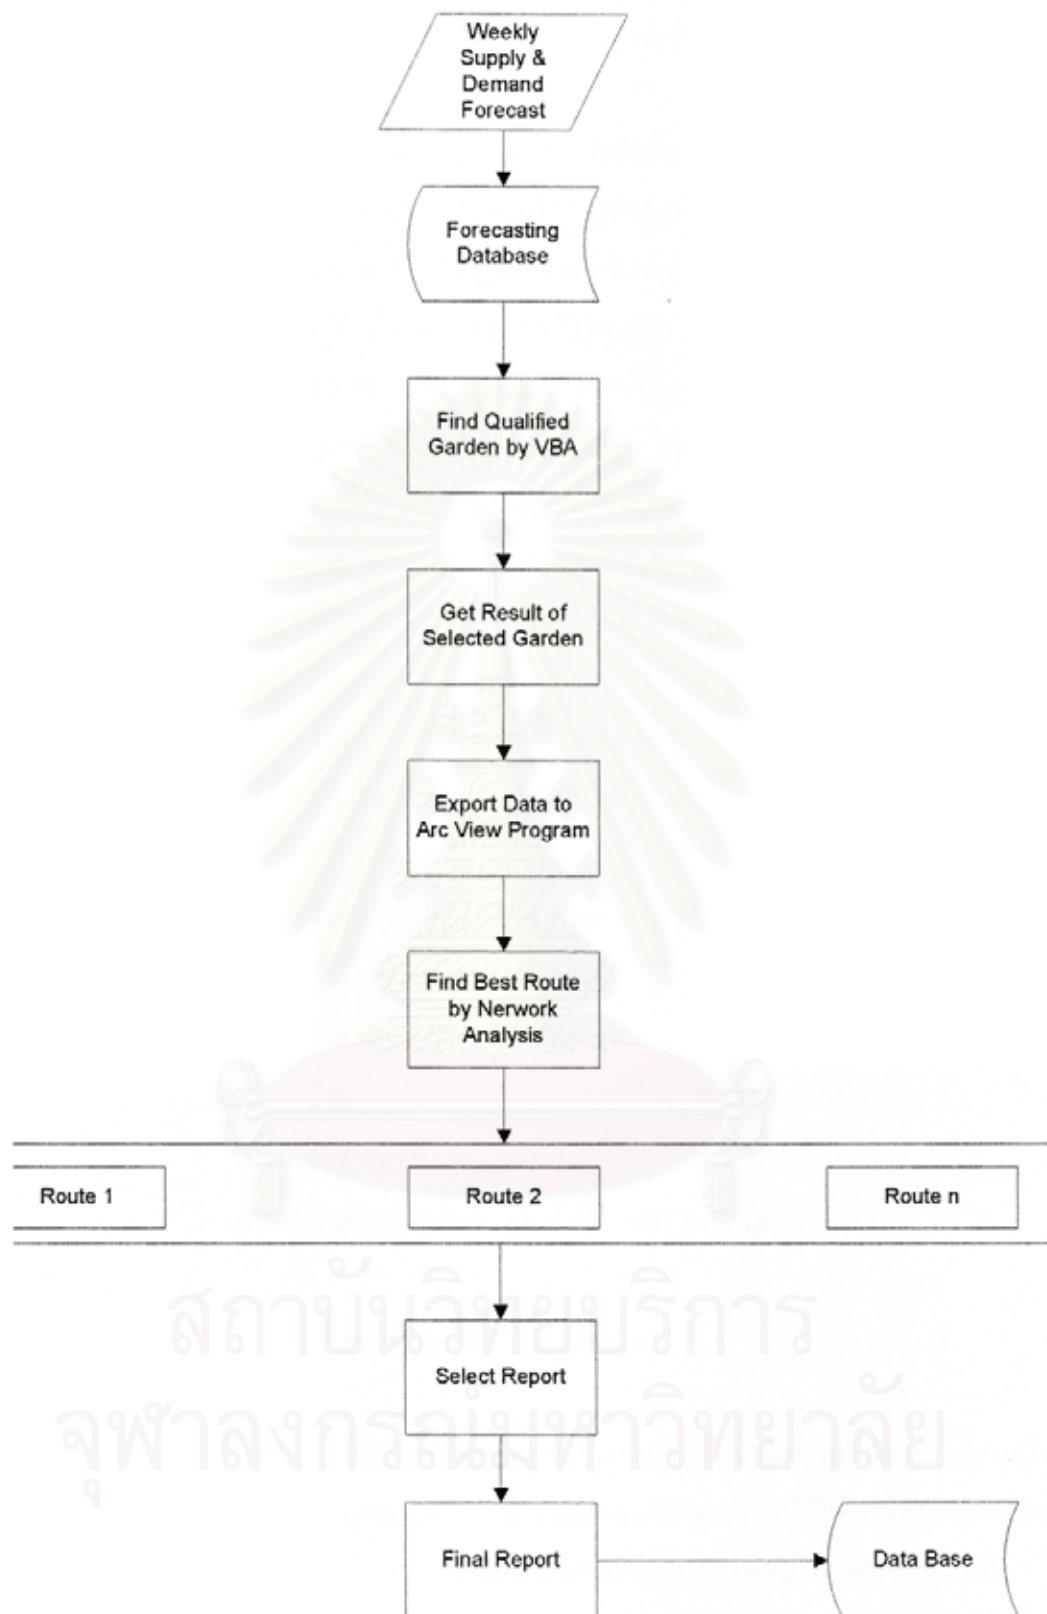 Weekly
Supply &
Demand
Forecast
Forecasting
Database
Find Qualified
Garden by VBA
Get Result of
Selected Garden
Export Data to
Arc View Program
Find Best Route
by Nerwork
Analysis
Route 1
Route 2
Route n
สถาบันวิทยบริการ
Select Report
จุฬาลงกรณ์มหาวิทยาลัย
Final Report
Data Base